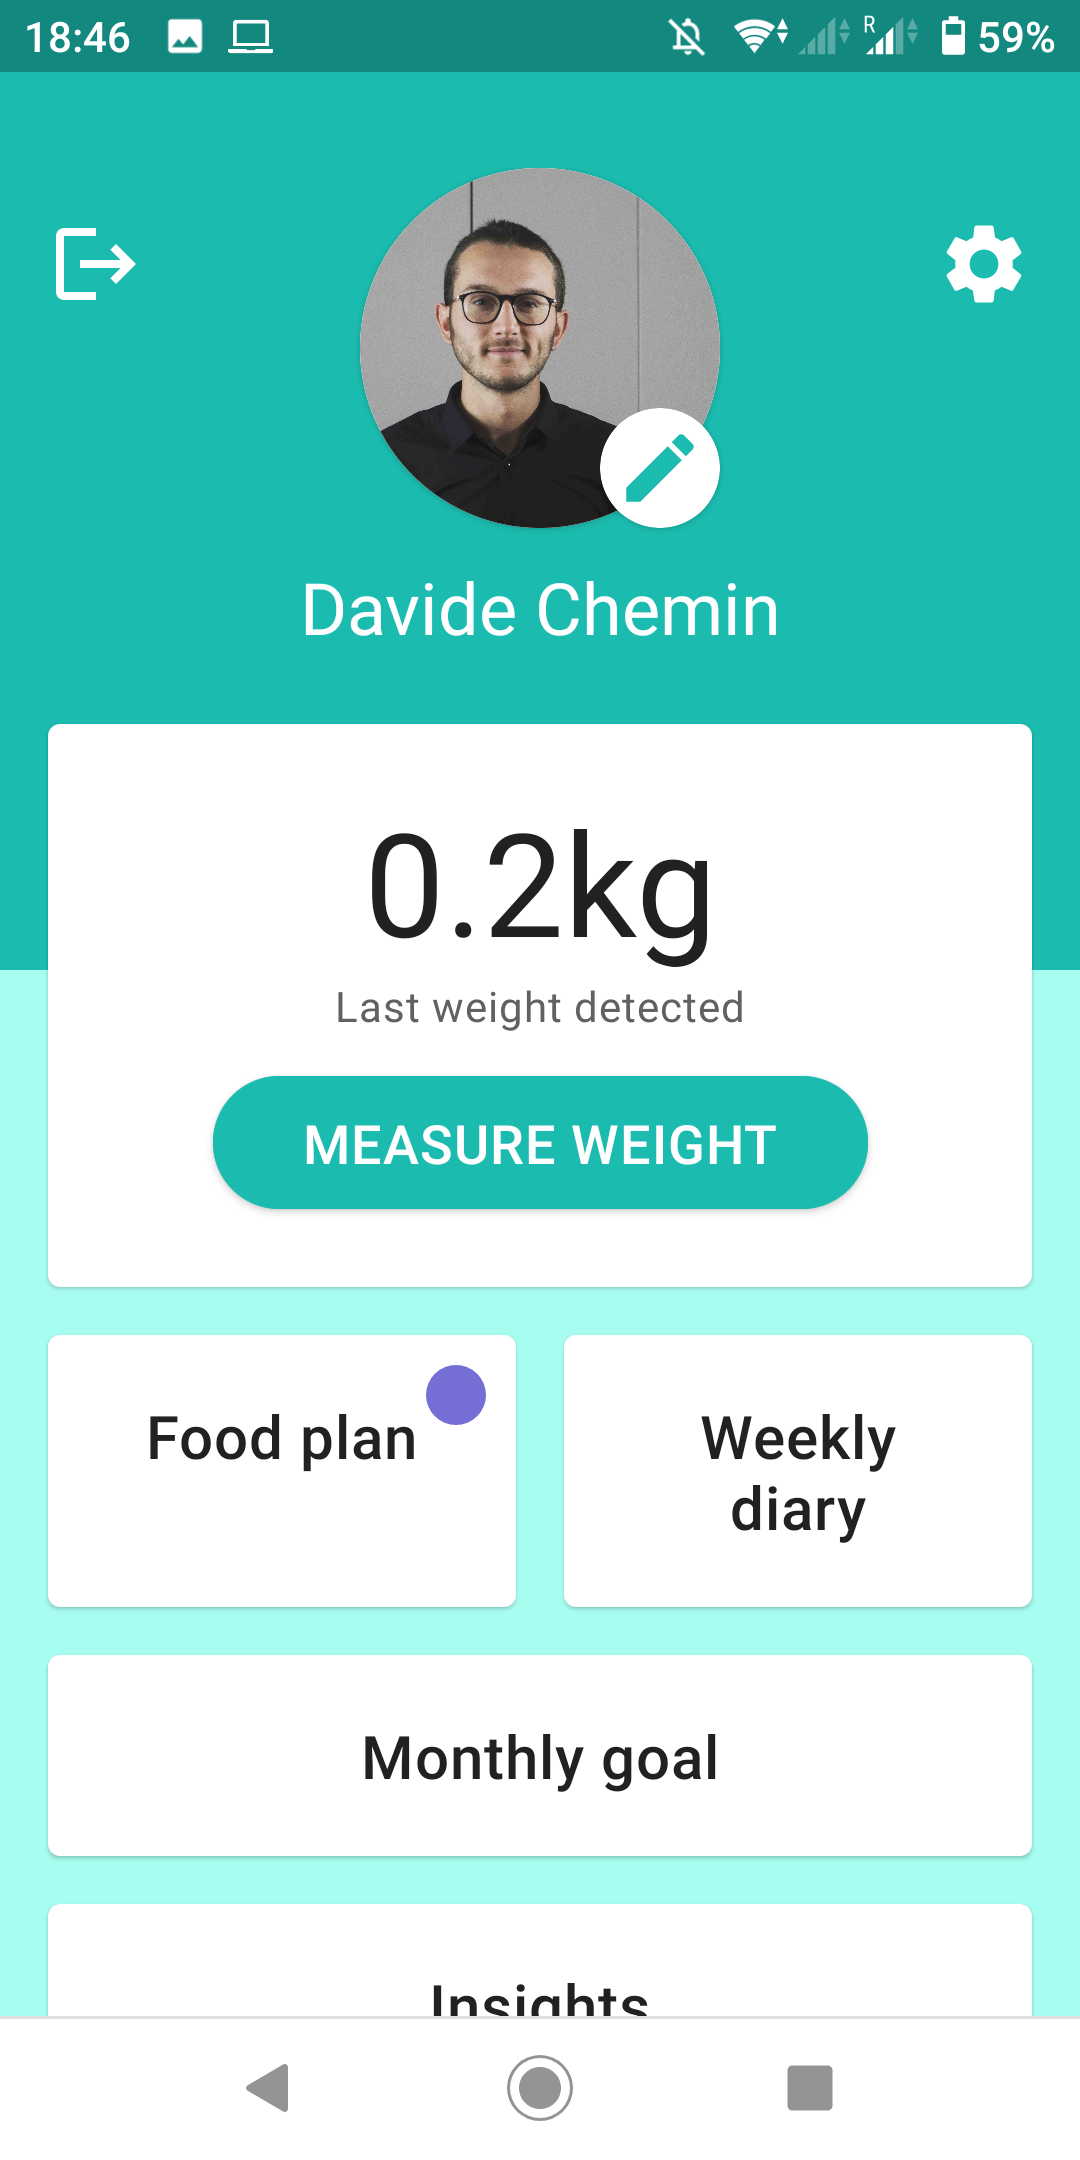 18:46
R
59%
Davide Chemin
0.2kg
Last weight detected
MEASURE WEIGHT
Food plan
Weekly
diary
Monthly goal
Insights